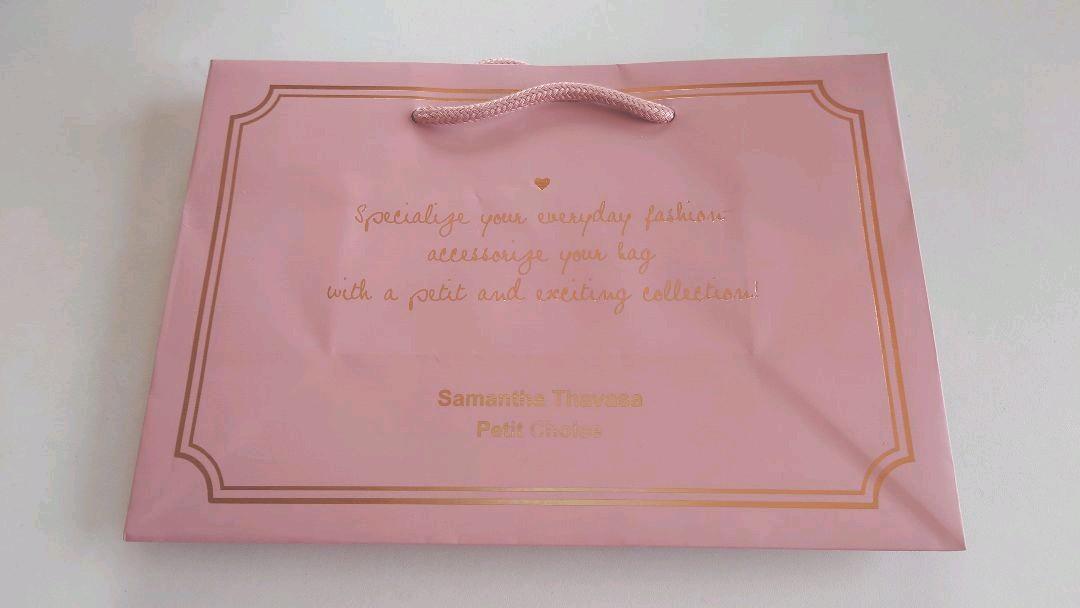 Specialize your everyday fashion
accessorize your bag
with a petit and exciting collection!
Samantha Thavasa
Petit Choice